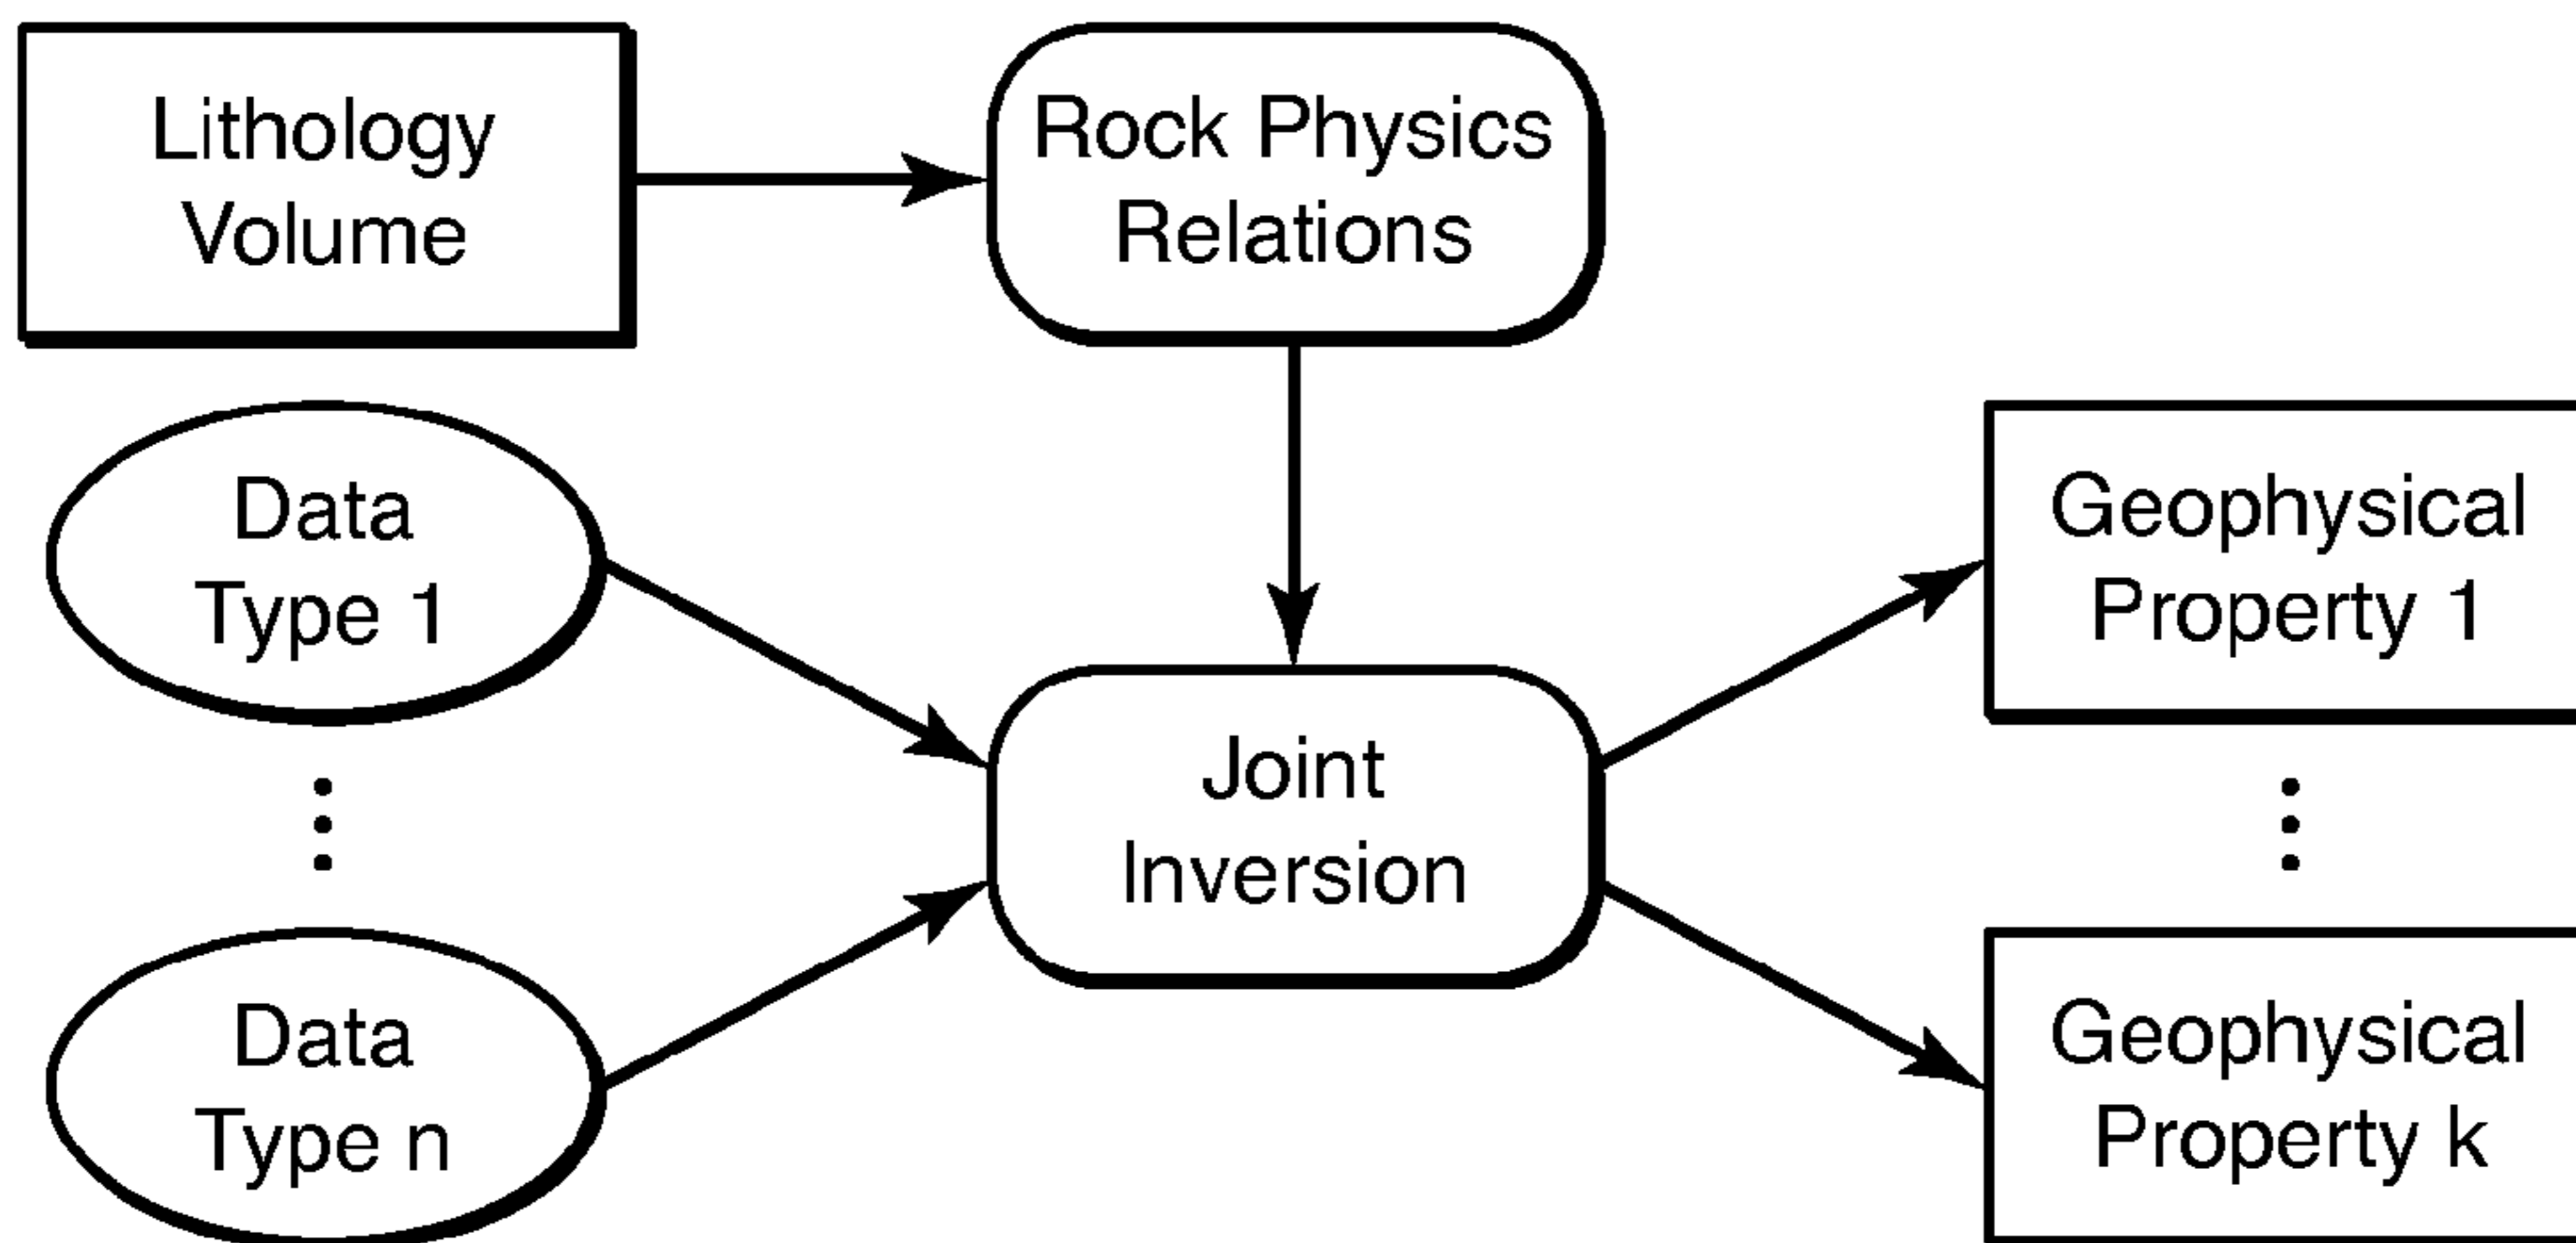 Lithology
Volume
Rock Physics
Relations
Data
Type 1
Geophysical
Property 1
Joint
Inversion
Data
Type n
Geophysical
Property k